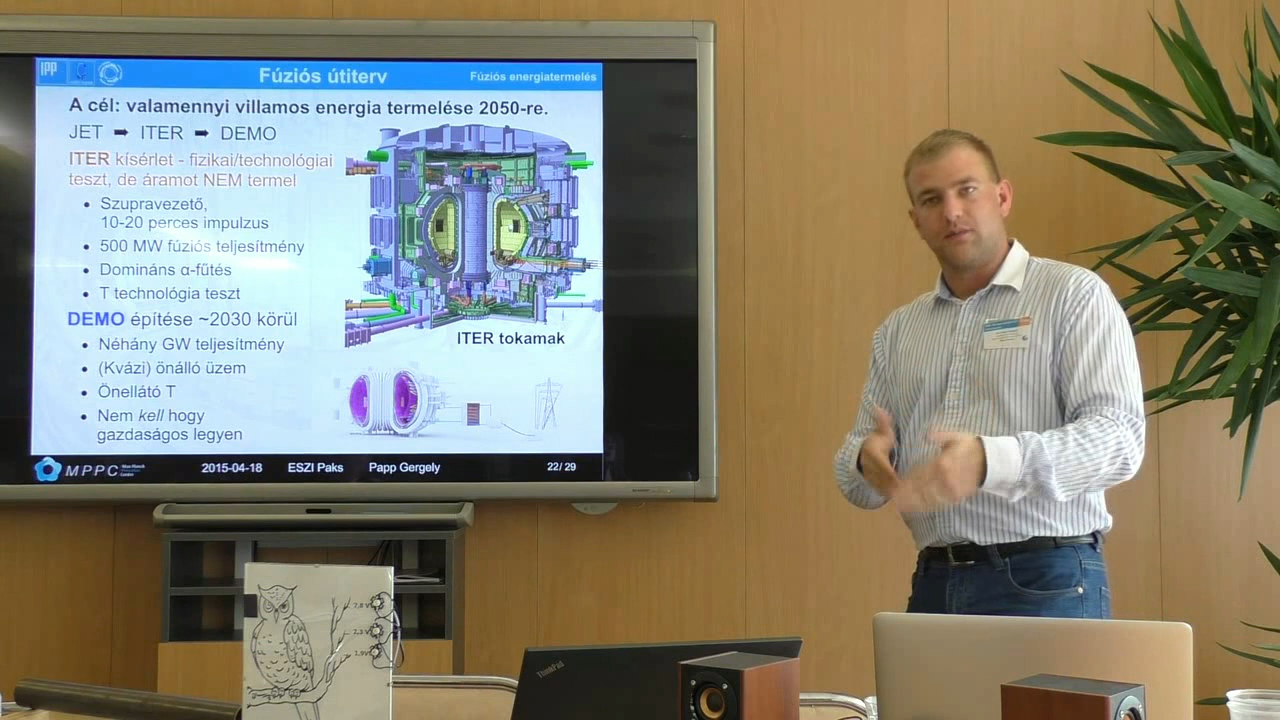 IPP
Fúziós útiterv
Fúziós energiatermelés
A cél: valamennyi villamos energia termelése 2050-re.
JET ➡ ITER ➡ DEMO
ITER kísérlet - fizikai/technológiai
teszt, de áramot NEM termel
• Szupravezető,
10-20 perces impulzus
• 500 MW fúziós teljesítmény
• Domináns α-fűtés
• T technológia teszt
DEMO építése ~2030 körül
• Néhány GW teljesítmény
• (Kvázi) önálló üzem
• Önellátó T
• Nem kell hogy
gazdaságos legyen
ITER tokamak
MPPC
2015-04-18 ESZI Paks Papp Gergely 22/29
ThinkPad